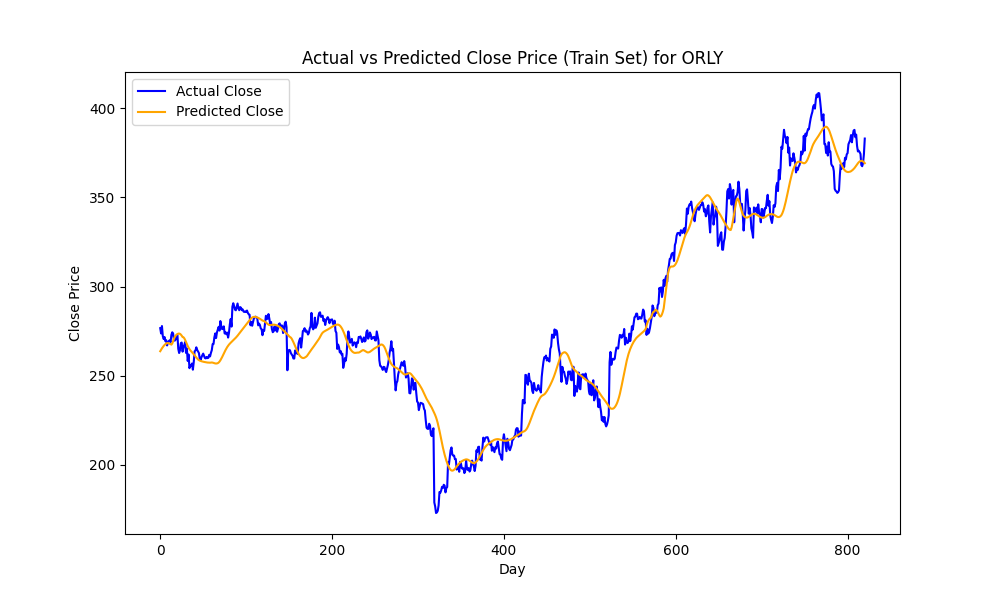 Actual vs Predicted Close Price (Train Set) for ORLY
Actual Close
Predicted Close
400
350
300
250
200
Close Price
0 200 400 600 800
Day